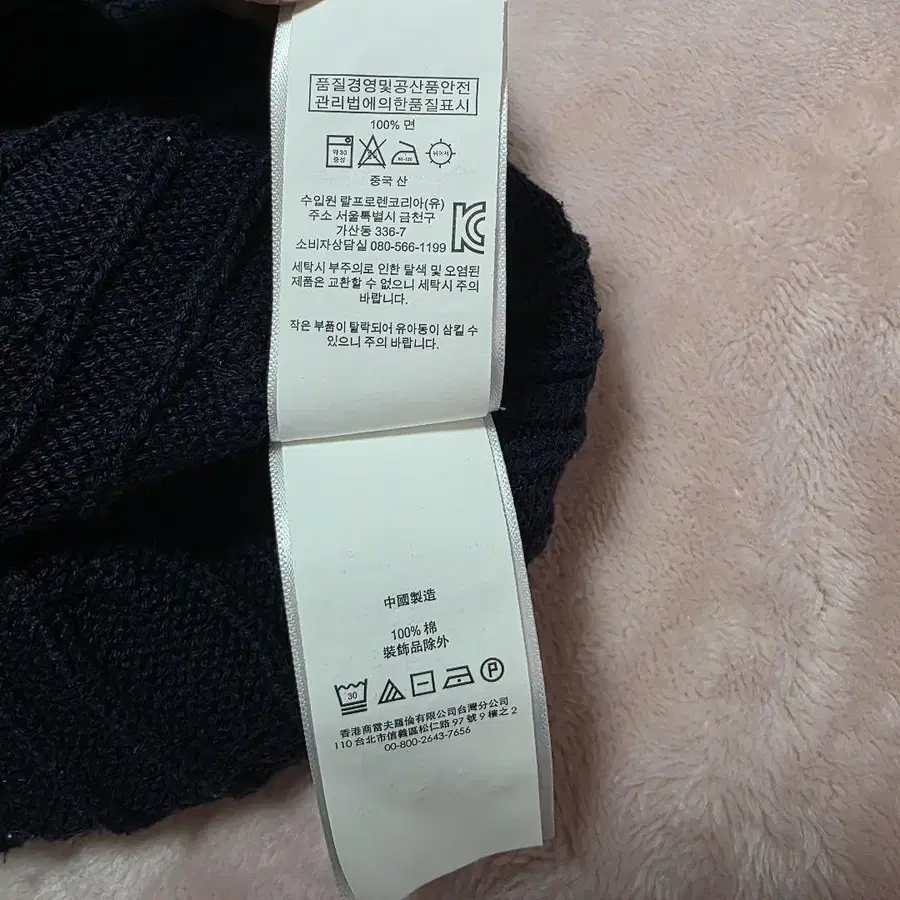 품질경영및공산품안전
관리법에의한품질표시
100% 면
약 30
중성
60-120
뉘어서
중국 산
수입원 랄프로렌코리아(유)
주소 서울특별시 금천구
가산동 336-7
소비자상담실 080-566-1199
세탁시 부주의로 인한 탈색 및 오염된
제품은 교환할 수 없으니 세탁시 주의
바랍니다.
작은 부품이 탈락되어 유아동이 삼킬 수
있으니 주의 바랍니다.
中國製造
100% 棉
裝飾品除外
30
P
香港商雷夫羅倫有限公司台灣分公司
110 台北市信義區松仁路 97 號 9 樓之 2
00-800-2643-7656